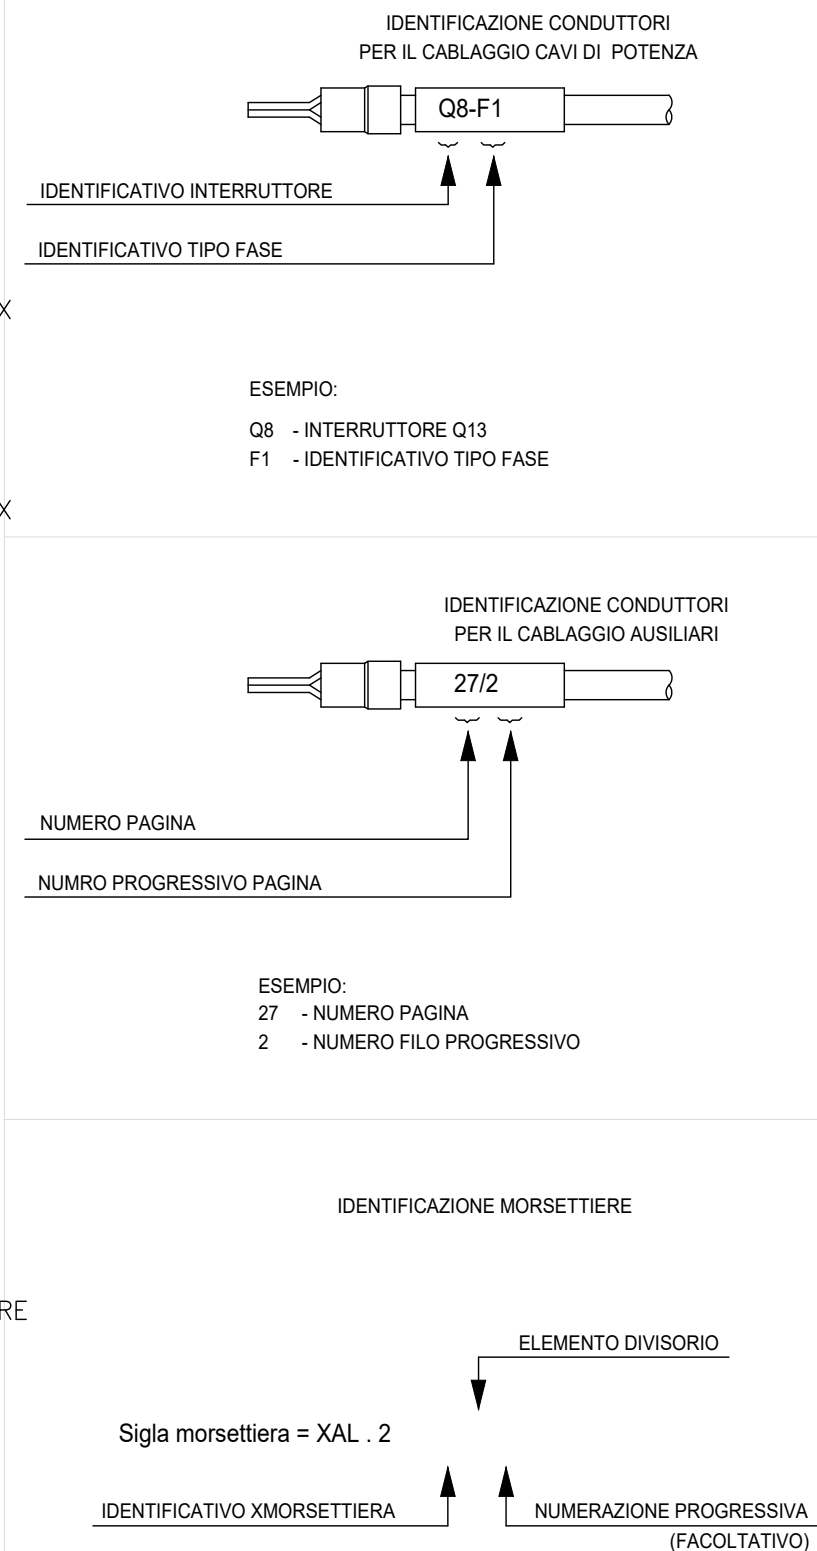 IDENTIFICAZIONE CONDUTTORI
PER IL CABLAGGIO CAVI DI POTENZA
Q8-F1
IDENTIFICATIVO INTERRUTTORE
IDENTIFICATIVO TIPO FASE
X
ESEMPIO:
Q8 - INTERRUTTORE Q13
F1 - IDENTIFICATIVO TIPO FASE
X
IDENTIFICAZIONE CONDUTTORI
PER IL CABLAGGIO AUSILIARI
27/2
NUMERO PAGINA
NUMRO PROGRESSIVO PAGINA
ESEMPIO:
27 - NUMERO PAGINA
2 - NUMERO FILO PROGRESSIVO
IDENTIFICAZIONE MORSETTIERE
RE
ELEMENTO DIVISORIO
Sigla morsettiera = XAL . 2
IDENTIFICATIVO XMORSETTIERA
NUMERAZIONE PROGRESSIVA
(FACOLTATIVO)